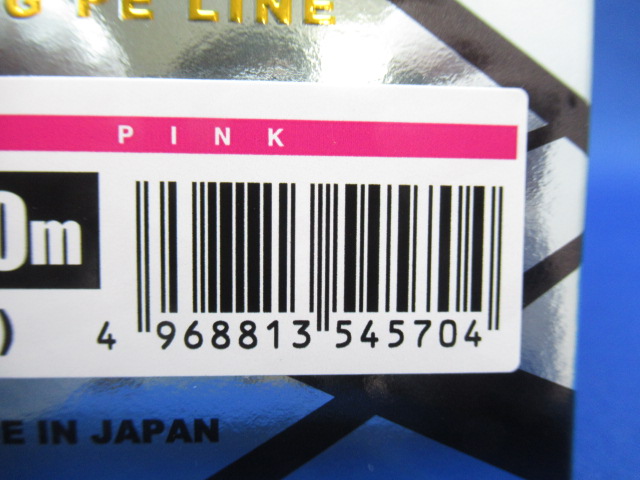 G PE LINE
PINK
0m
)
4 968813 545704
E IN JAPAN